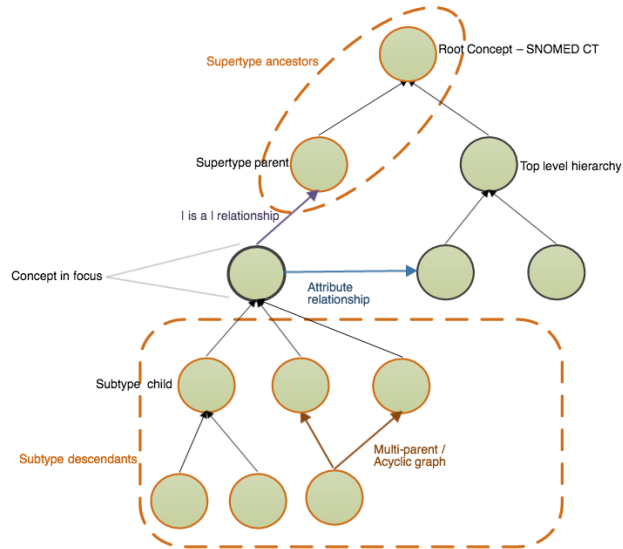 Root Concept – SNOMED CT
Supertype ancestors
Supertype parent
Top level hierarchy
I is a I relationship
Concept in focus
Attribute
relationship
Subtype child
Multi-parent /
Acyclic graph
Subtype descendants